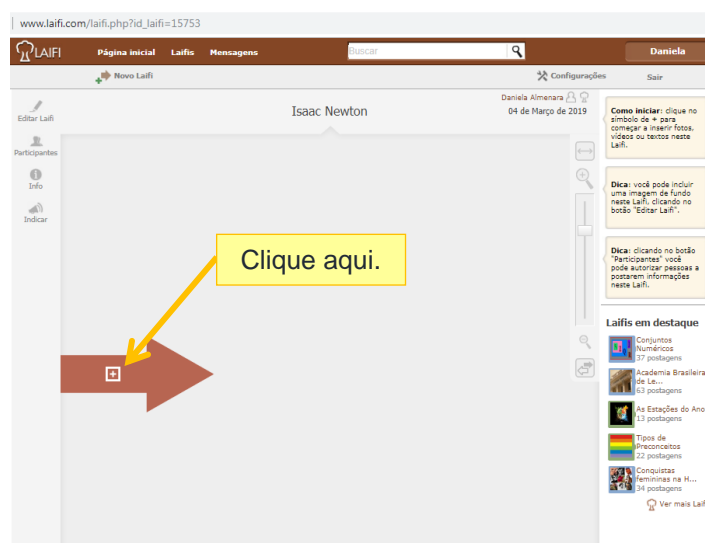 www.laifi.com/laifi.php?id_laifi=15753
LAIFI
Página inicial Laifis Mensagens
Buscar
Daniela
Novo Laifi
Configurações
Sair
Editar Laifi
Participantes
Info
Indicar
Isaac Newton
Daniela Almenara
04 de Março de 2019
Clique aqui.
Como iniciar: clique no
símbolo de + para
começar a inserir fotos,
vídeos ou textos neste
Laifi.
Dica: você pode incluir
uma imagem de fundo
neste Laifi, clicando no
botão "Editar Laifi".
Dica: clicando no botão
"Participantes" você
pode autorizar pessoas a
postarem informações
neste Laifi.
Laifis em destaque
Conjuntos
Numéricos
37 postagens
Academia Brasileira
de Le...
63 postagens
As Estações do Ano
13 postagens
Tipos de
Preconceitos
22 postagens
Conquistas
femininas na H...
34 postagens
Ver mais Laif